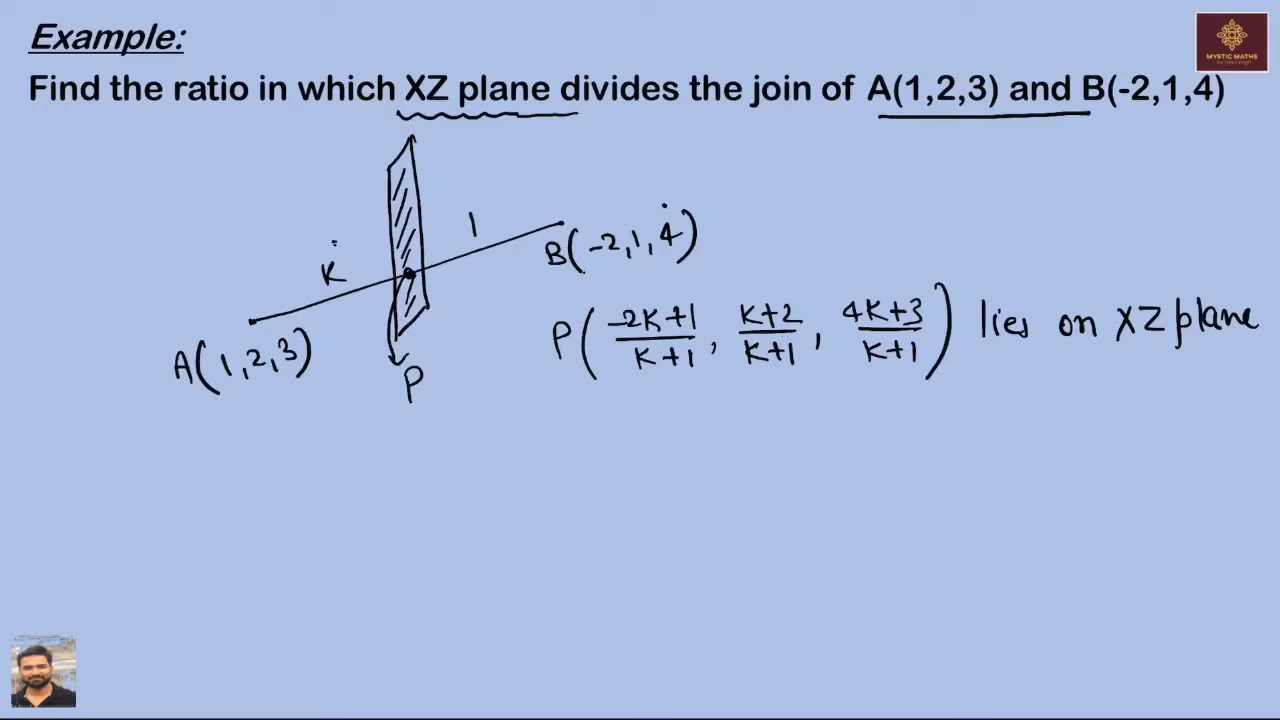 Example:
MYSTIC MATHS
Find the ratio in which XZ plane divides the join of A(1,2,3) and B(-2,1,4)
K
1
B(-2,1,4)
A(1,2,3)
P
P(-2K+1/K+1, K+2/K+1, 4K+3/K+1) lies on XZ plane